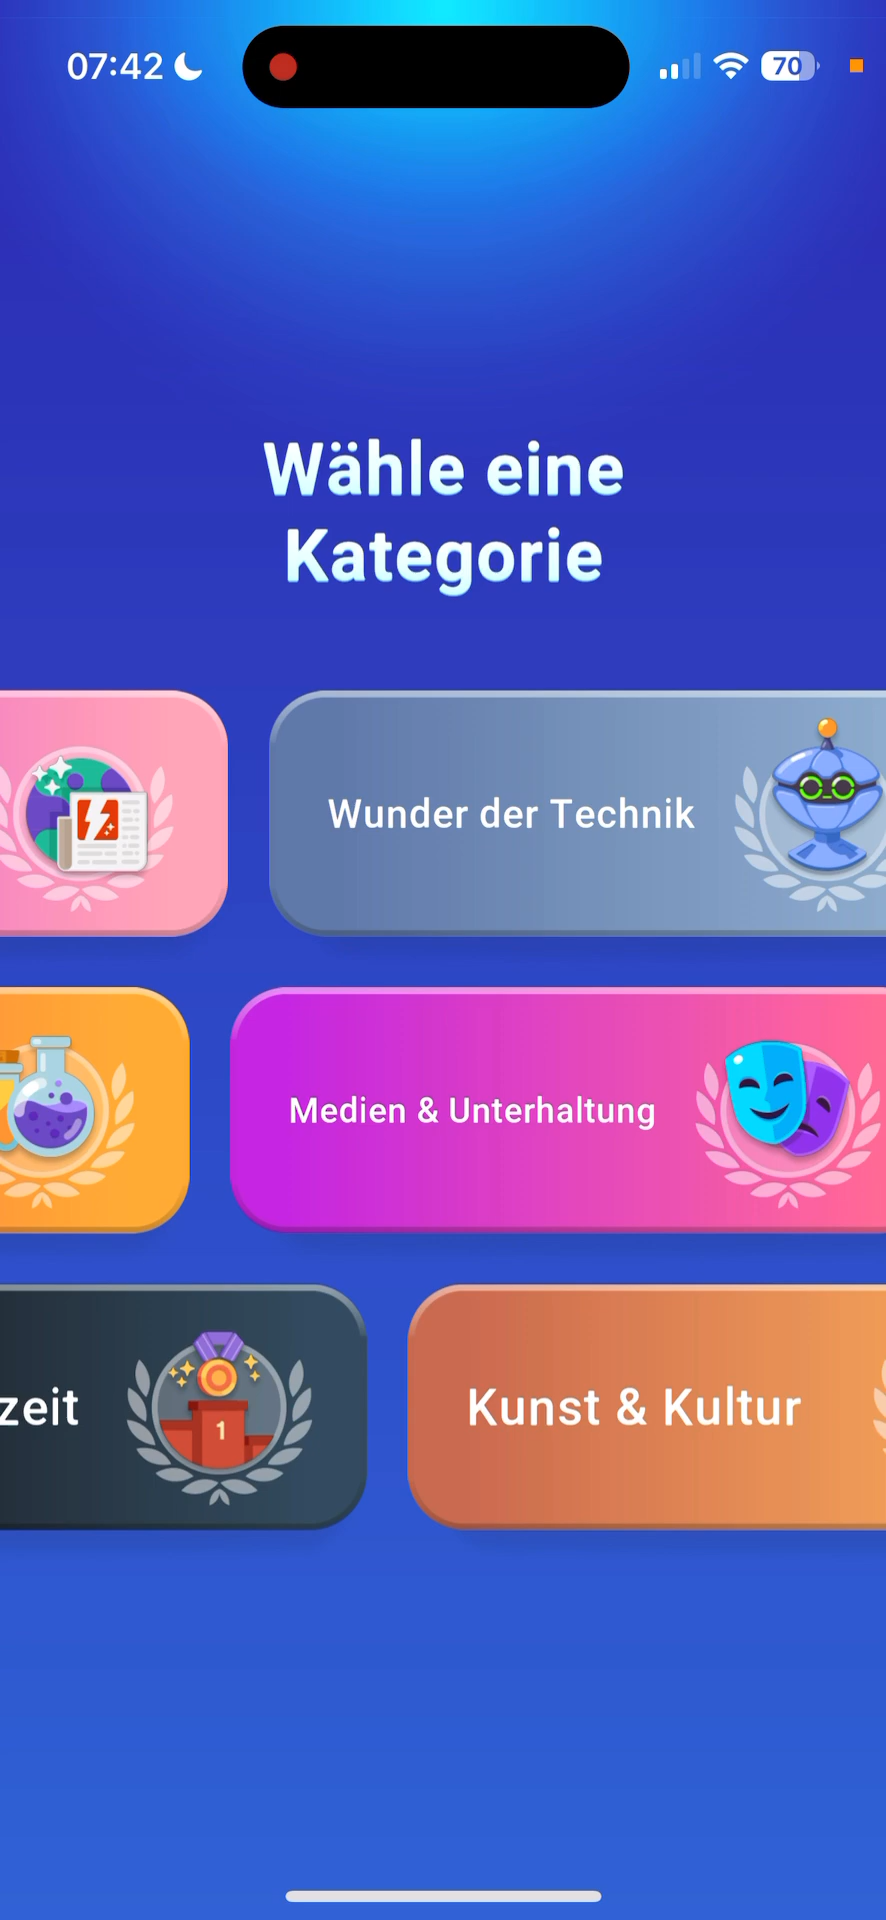 07:42
70
Wähle eine
Kategorie
Wunder der Technik
Medien & Unterhaltung
1
zeit
Kunst & Kultur